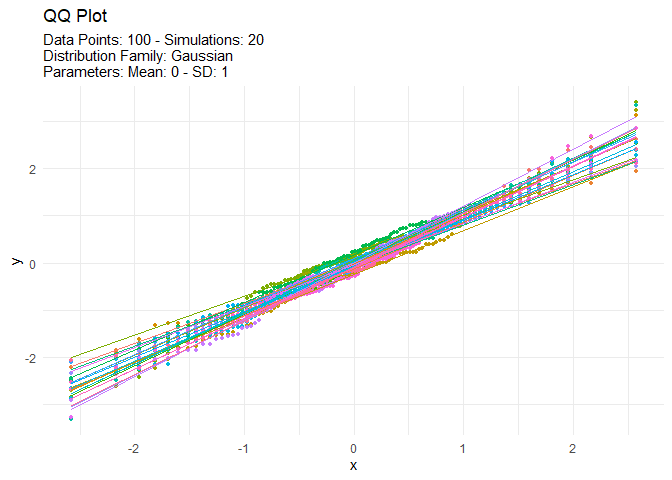 QQ Plot
Data Points: 100 - Simulations: 20
Distribution Family: Gaussian
Parameters: Mean: 0 - SD: 1
2
0
-2
y
-2 -1 0 1 2
x